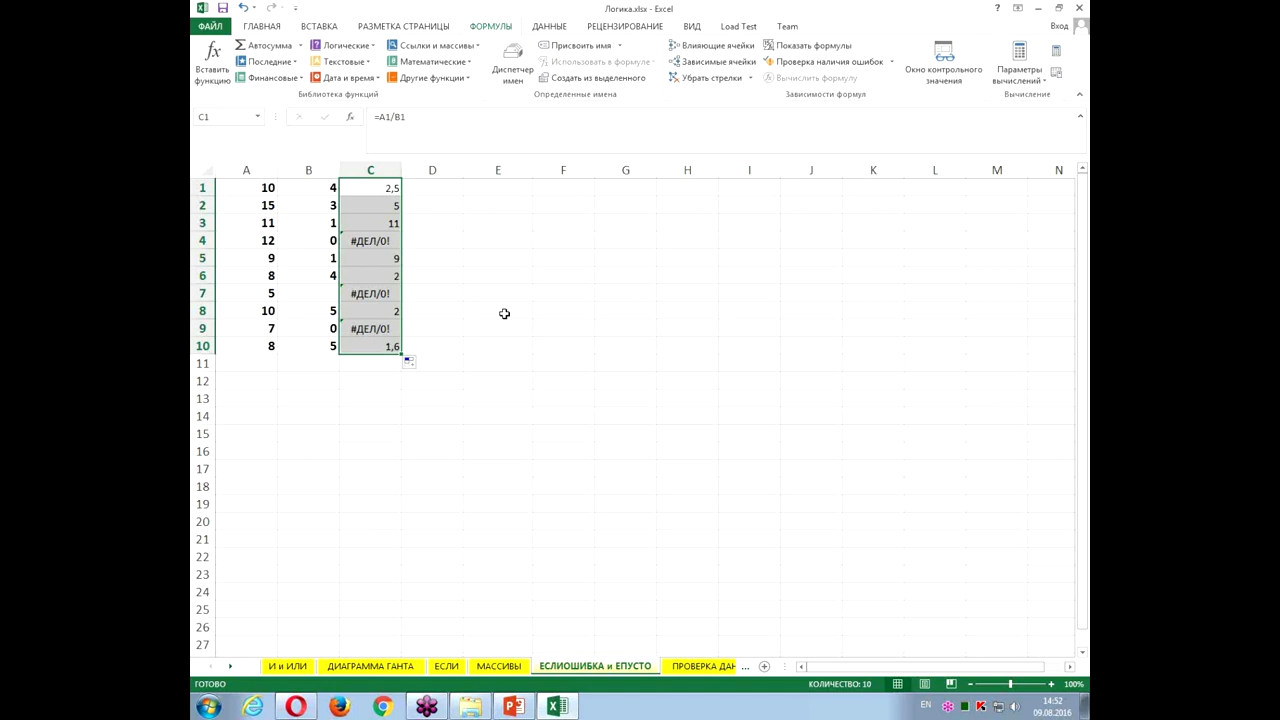 Логика.xlsx - Excel
ФАЙЛ ГЛАВНАЯ ВСТАВКА РАЗМЕТКА СТРАНИЦЫ ФОРМУЛЫ ДАННЫЕ РЕЦЕНЗИРОВАНИЕ ВИД Load Test Team Вход
Автосумма Логические Ссылки и массивы Присвоить имя Влияющие ячейки Показать формулы
Последние Текстовые Математические Использовать в формуле Зависимые ячейки Проверка наличия ошибок
Вставить функцию Финансовые Дата и время Другие функции Диспетчер имен Создать из выделенного Убрать стрелки Вычислить формулу Окно контрольного значения Параметры вычислений
Библиотека функций Определенные имена Зависимости формул Вычисление
C1 fx =A1/B1
A B C D E F G H I J K L M N
1 10 4 2,5
2 15 3 5
3 11 1 11
4 12 0 #ДЕЛ/0!
5 9 1 9
6 8 4 2
7 5 #ДЕЛ/0!
8 10 5 2
9 7 0 #ДЕЛ/0!
10 8 5 1,6
11
12
13
14
15
16
17
18
19
20
21
22
23
24
25
26
27
И и ИЛИ ДИАГРАММА ГАНТА ЕСЛИ МАССИВЫ ЕСЛИОШИБКА и ЕПУСТО ПРОВЕРКА ДАН ...
ГОТОВО КОЛИЧЕСТВО: 10 100%
EN 14:52
09.08.2016